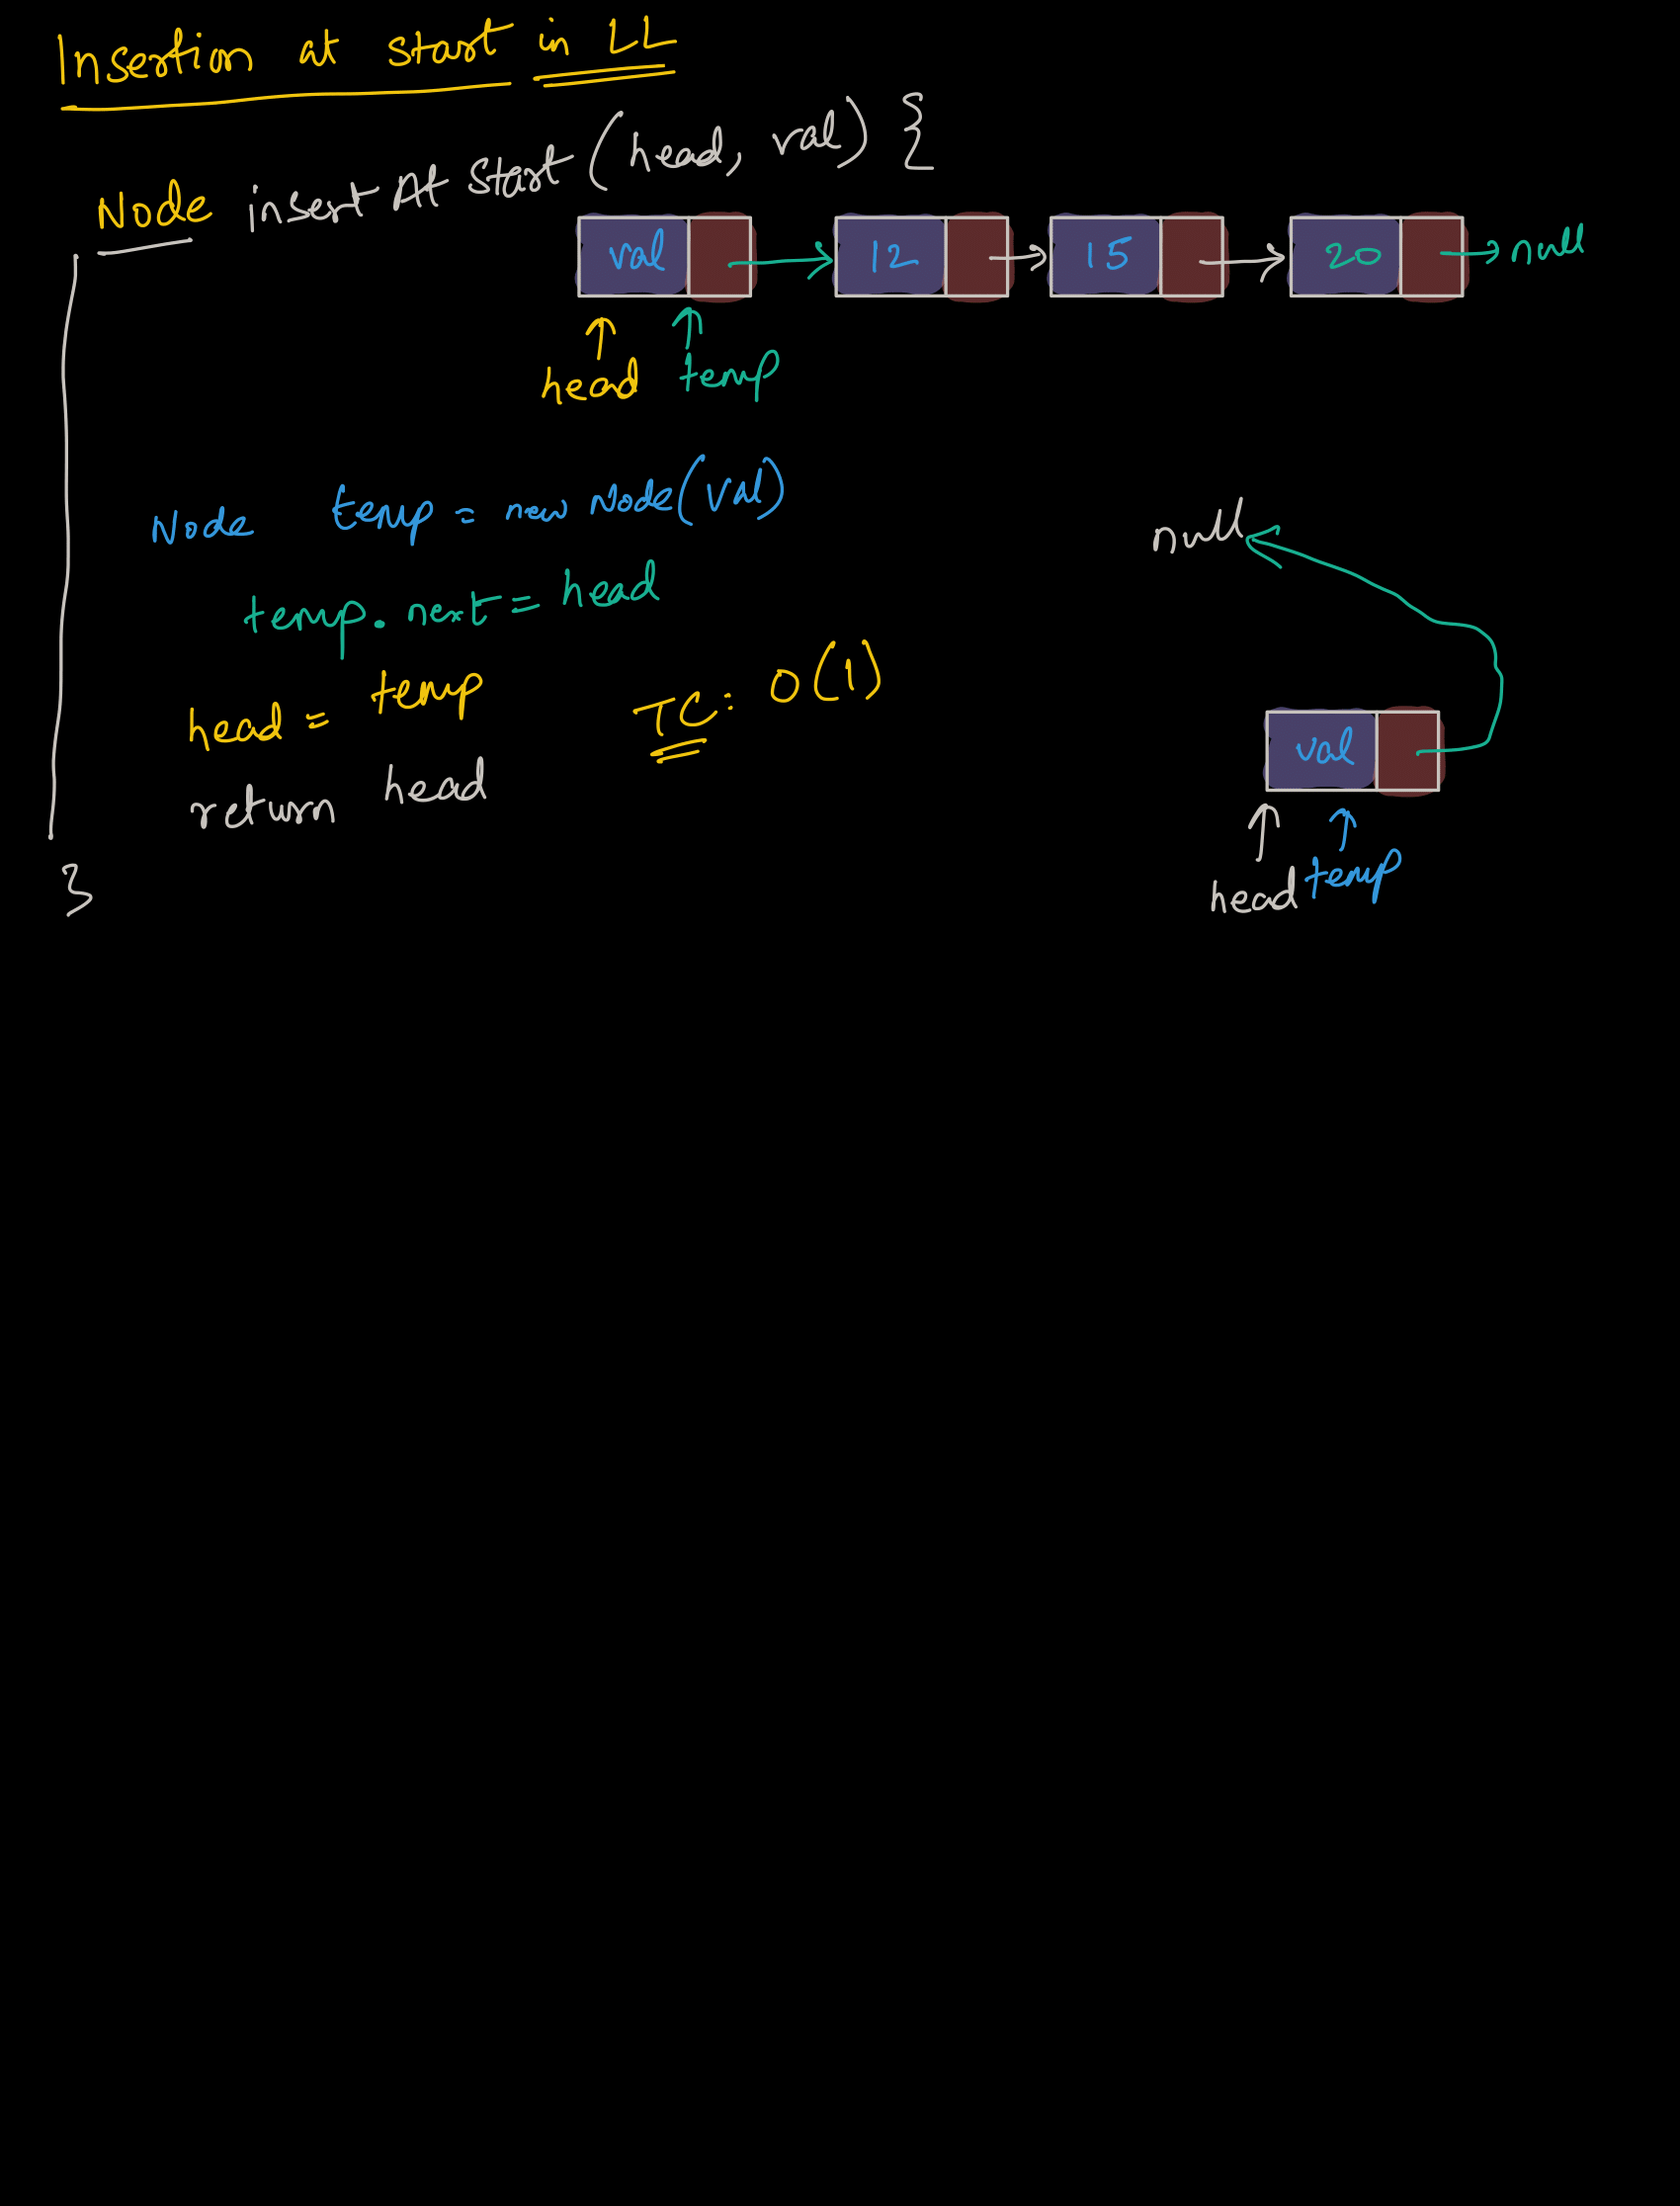 Insertion at start in LL
Node insertAtStart(head, val) {
val 12 15 20 null
head temp
Node temp = new Node(val)
null
temp.next = head
head = temp TC: O(1)
val
return head
head temp
}